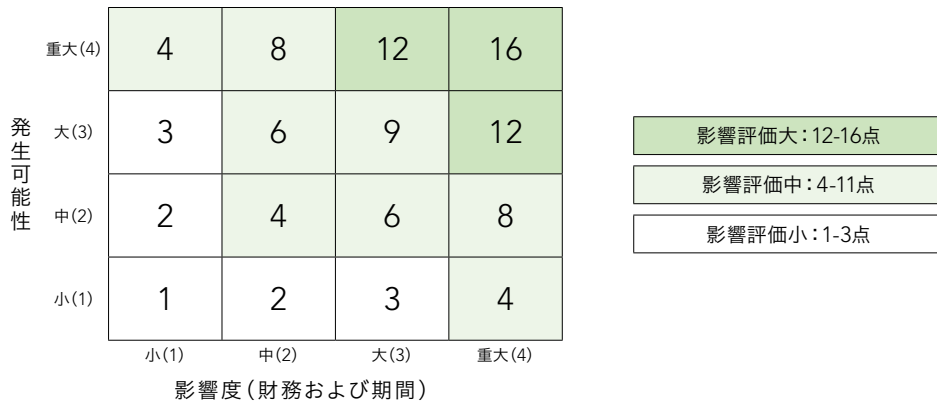 発生可能性
重大(4) 4 8 12 16
大(3) 3 6 9 12
中(2) 2 4 6 8
小(1) 1 2 3 4
小(1) 中(2) 大(3) 重大(4)
影響度(財務および期間)
影響評価大:12-16点
影響評価中:4-11点
影響評価小:1-3点